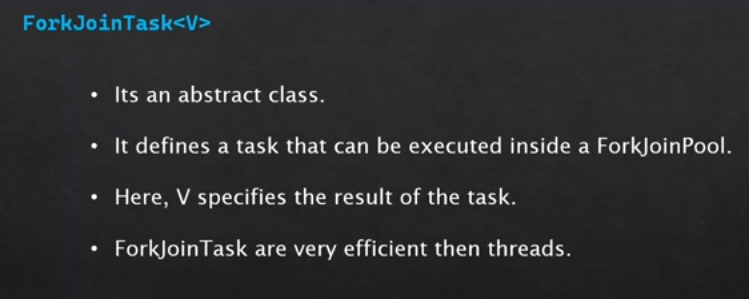 ForkJoinTask<V>
• Its an abstract class.
• It defines a task that can be executed inside a ForkJoinPool.
• Here, V specifies the result of the task.
• ForkJoinTask are very efficient then threads.